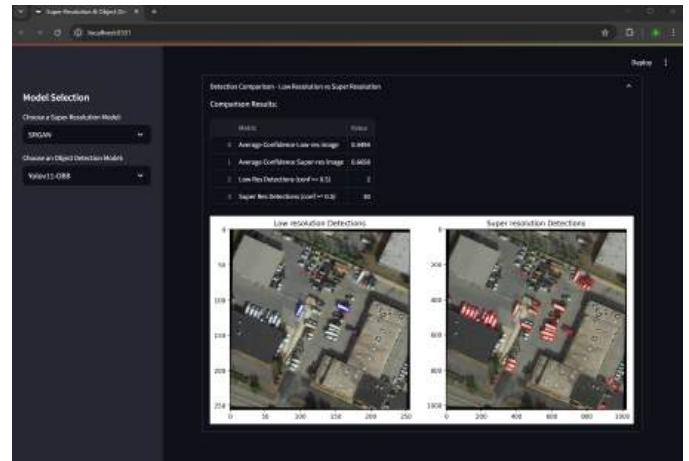 Super-Resolution & Object De
localhost:8501
Deploy
Model Selection
Choose a Super-Resolution Model:
SRGAN
Choose an Object Detection Model:
Yolov11-OBB
Detection Comparison - Low Resolution vs Super Resolution
Comparison Results:
Metric Value
0 Average Confidence Low-res Image
1 Average Confidence Super-res Image
2 Low Res Detections (conf >= 0.5) 2
3 Super Res Detections (conf >= 0.5)
Low resolution Detections Super resolution Detections
0 0
50 200
100 400
150 600
200 800
250 1000
0 50 100 150 200 250 0 200 400 600 800 1000